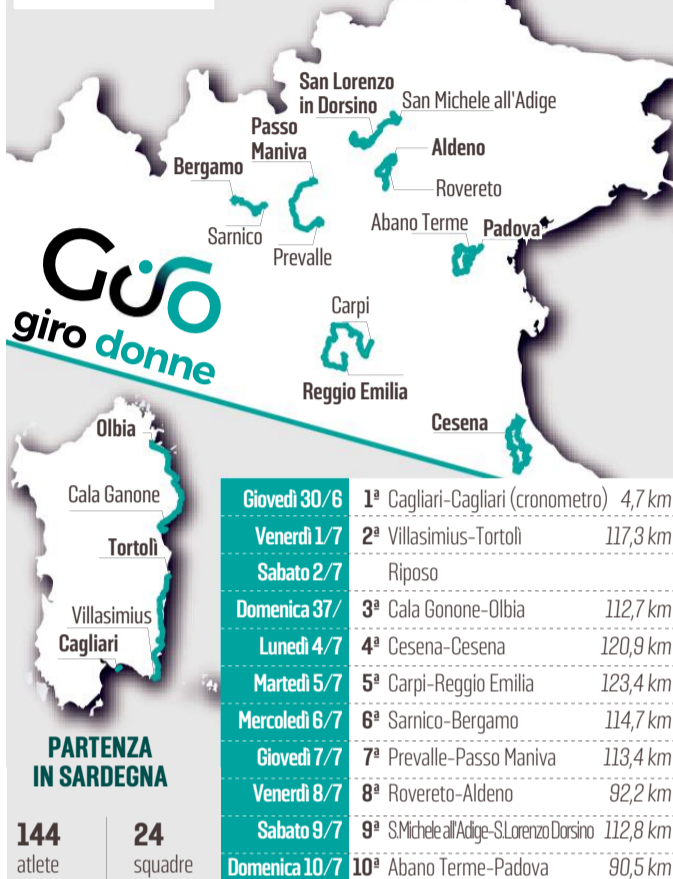 San Lorenzo
in Dorsino
San Michele all'Adige
Passo
Maniva
Aldeno
Bergamo
Rovereto
Sarnico
Abano Terme
Padova
Prevalle
Giro
giro donne
Carpi
Reggio Emilia
Cesena
Olbia
Cala Ganone
Tortolì
Villasimius
Cagliari
PARTENZA
IN SARDEGNA
144
atlete
24
squadre
Giovedì 30/6 1ª Cagliari-Cagliari (cronometro) 4,7 km
Venerdì 1/7 2ª Villasimius-Tortolì 117,3 km
Sabato 2/7 Riposo
Domenica 37/ 3ª Cala Gonone-Olbia 112,7 km
Lunedì 4/7 4ª Cesena-Cesena 120,9 km
Martedì 5/7 5ª Carpi-Reggio Emilia 123,4 km
Mercoledì 6/7 6ª Sarnico-Bergamo 114,7 km
Giovedì 7/7 7ª Prevalle-Passo Maniva 113,4 km
Venerdì 8/7 8ª Rovereto-Aldeno 92,2 km
Sabato 9/7 9ª S.Michele all'Adige-S.Lorenzo Dorsino 112,8 km
Domenica 10/7 10ª Abano Terme-Padova 90,5 km